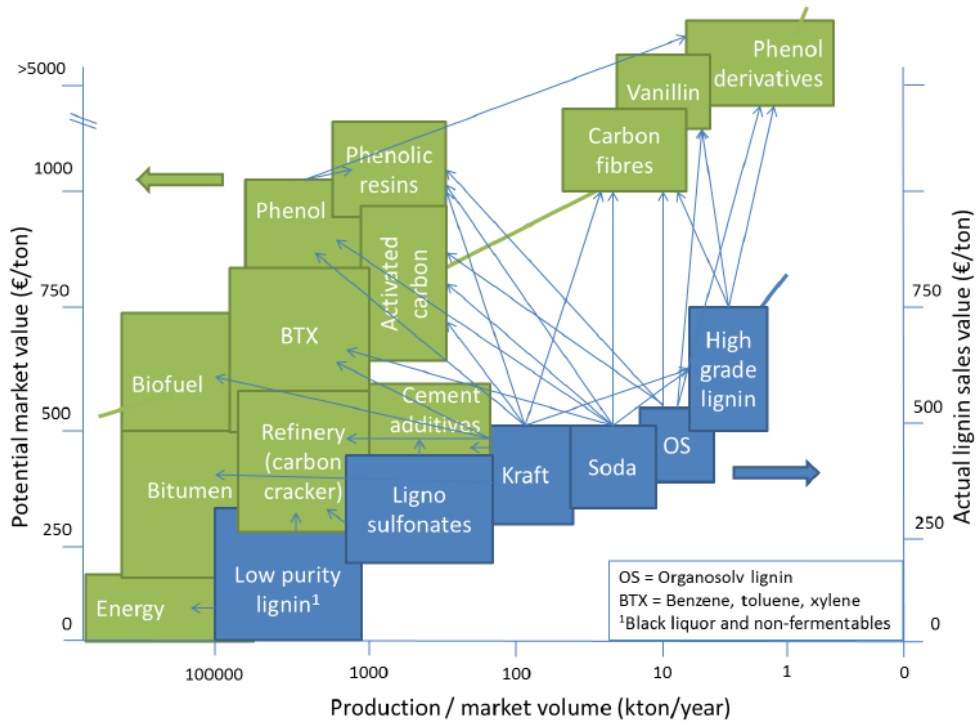 Potential market value (€/ton)
>5000
1000
750
500
250
0
Phenol
derivatives
Vanillin
Carbon
fibres
Phenolic
resins
Phenol
Activated
carbon
BTX
Biofuel
Cement
additives
Refinery
(carbon
cracker)
Bitumen
Energy
Low purity
lignin¹
Ligno
sulfonates
Kraft
Soda
OS
High
grade
lignin
OS = Organosolv lignin
BTX = Benzene, toluene, xylene
¹Black liquor and non-fermentables
750
500
250
0
Actual lignin sales value (€/ton)
100000
1000
100
10
1
0
Production / market volume (kton/year)